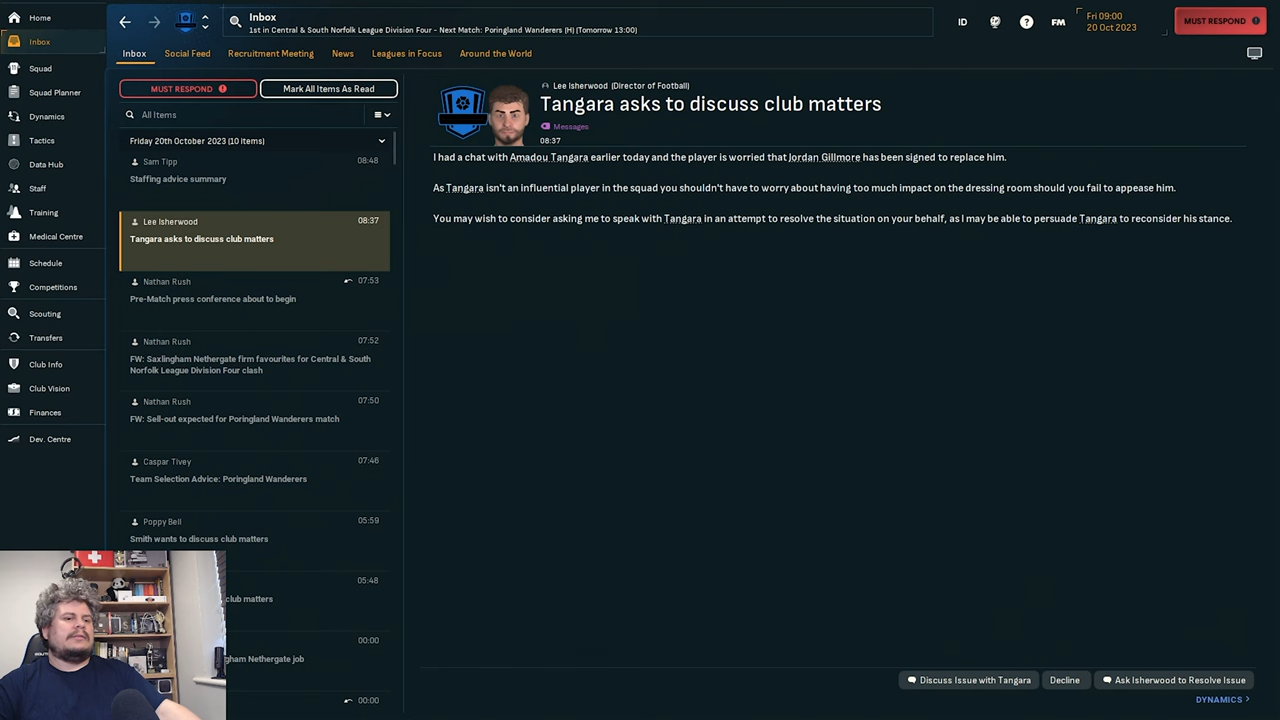 Home
Inbox
Squad
Squad Planner
Dynamics
Tactics
Data Hub
Staff
Training
Medical Centre
Schedule
Competitions
Scouting
Transfers
Club Info
Club Vision
Finances
Dev. Centre
Inbox
1st in Central & South Norfolk League Division Four - Next Match: Poringland Wanderers (H) (Tomorrow 13:00)
ID
FM
Fri 09:00
20 Oct 2023
MUST RESPOND
Inbox Social Feed Recruitment Meeting News Leagues in Focus Around the World
MUST RESPOND
Mark All Items As Read
All Items
Friday 20th October 2023 (10 items)
Sam Tipp 08:48
Staffing advice summary
Lee Isherwood 08:37
Tangara asks to discuss club matters
Nathan Rush 07:53
Pre-Match press conference about to begin
Nathan Rush 07:52
FW: Saxlingham Nethergate firm favourites for Central & South
Norfolk League Division Four clash
Nathan Rush 07:50
FW: Sell-out expected for Poringland Wanderers match
Caspar Tivey 07:46
Team Selection Advice: Poringland Wanderers
Poppy Bell 05:59
Smith wants to discuss club matters
05:48
club matters
00:00
gham Nethergate job
00:00
Lee Isherwood (Director of Football)
Tangara asks to discuss club matters
Messages
08:37
I had a chat with Amadou Tangara earlier today and the player is worried that Jordan Gillmore has been signed to replace him.
As Tangara isn't an influential player in the squad you shouldn't have to worry about having too much impact on the dressing room should you fail to appease him.
You may wish to consider asking me to speak with Tangara in an attempt to resolve the situation on your behalf, as I may be able to persuade Tangara to reconsider his stance.
Discuss Issue with Tangara
Decline
Ask Isherwood to Resolve Issue
DYNAMICS